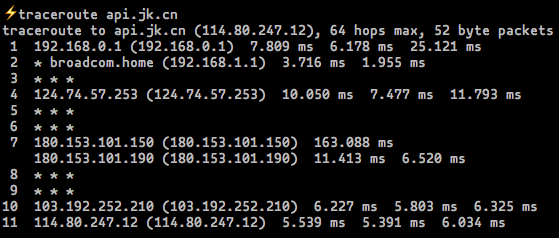 ⚡traceroute api.jk.cn
traceroute to api.jk.cn (114.80.247.12), 64 hops max, 52 byte packets
1 192.168.0.1 (192.168.0.1) 7.809 ms 6.178 ms 25.121 ms
2 * broadcom.home (192.168.1.1) 3.716 ms 1.955 ms
3 * * *
4 124.74.57.253 (124.74.57.253) 10.050 ms 7.477 ms 11.793 ms
5 * * *
6 * * *
7 180.153.101.150 (180.153.101.150) 163.088 ms
180.153.101.190 (180.153.101.190) 11.413 ms 6.520 ms
8 * * *
9 * * *
10 103.192.252.210 (103.192.252.210) 6.227 ms 5.803 ms 6.325 ms
11 114.80.247.12 (114.80.247.12) 5.539 ms 5.391 ms 6.034 ms